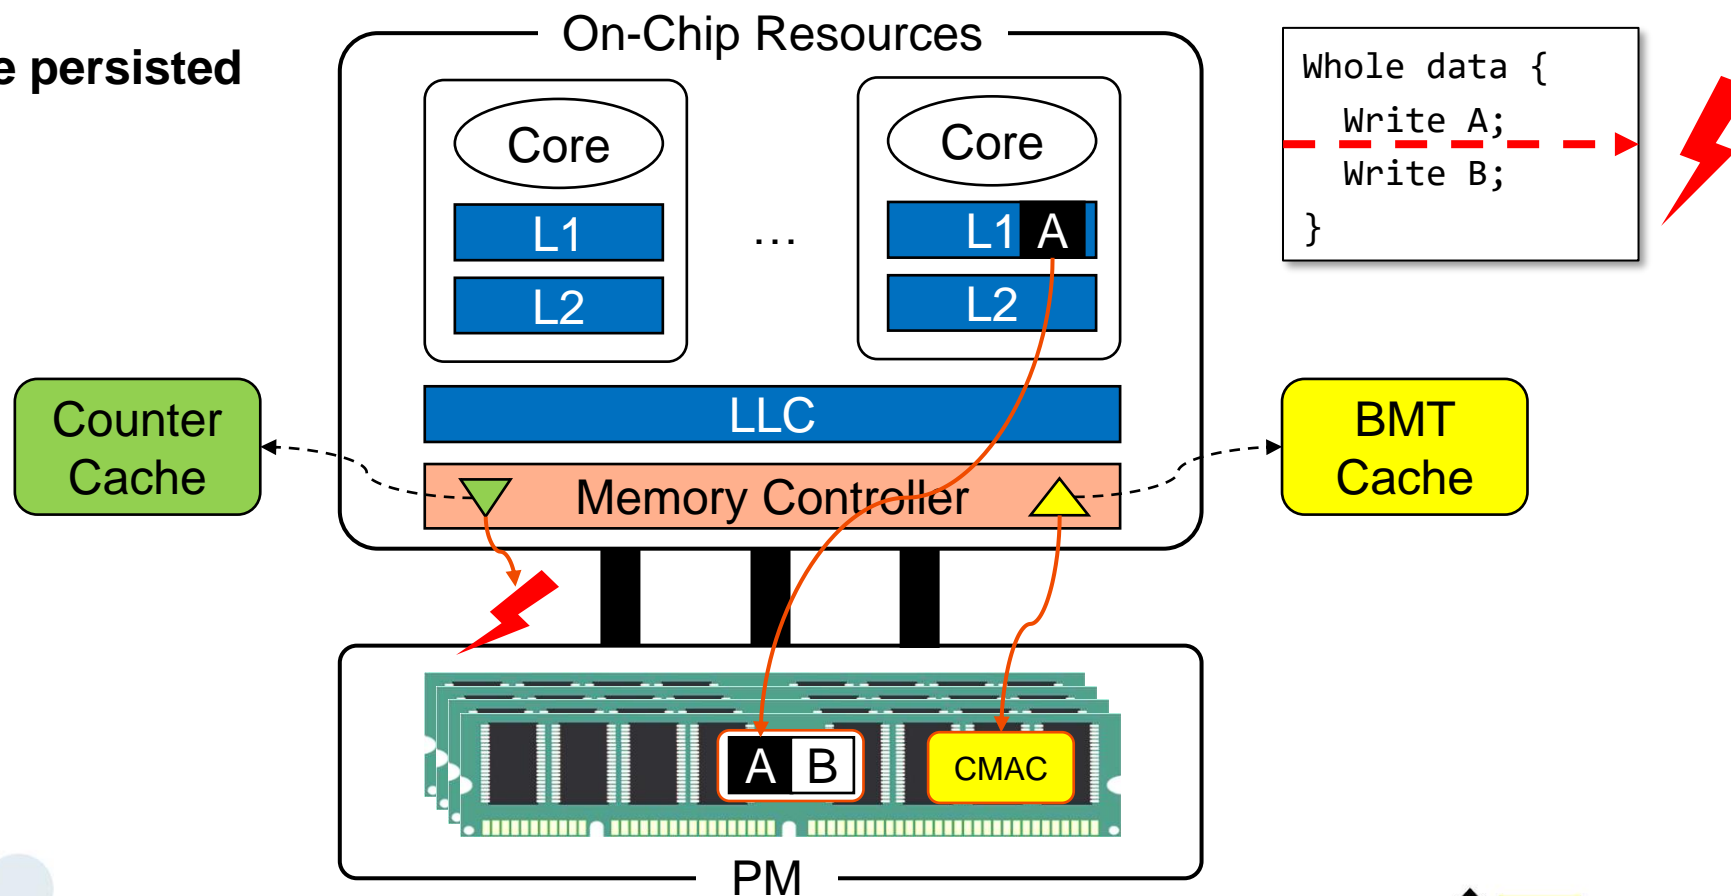 e persisted
On-Chip Resources
Whole data {
Write A;
Write B;
}
Core
L1
L2
...
Core
L1 A
L2
LLC
Counter
Cache
Memory Controller
BMT
Cache
A B
CMAC
PM